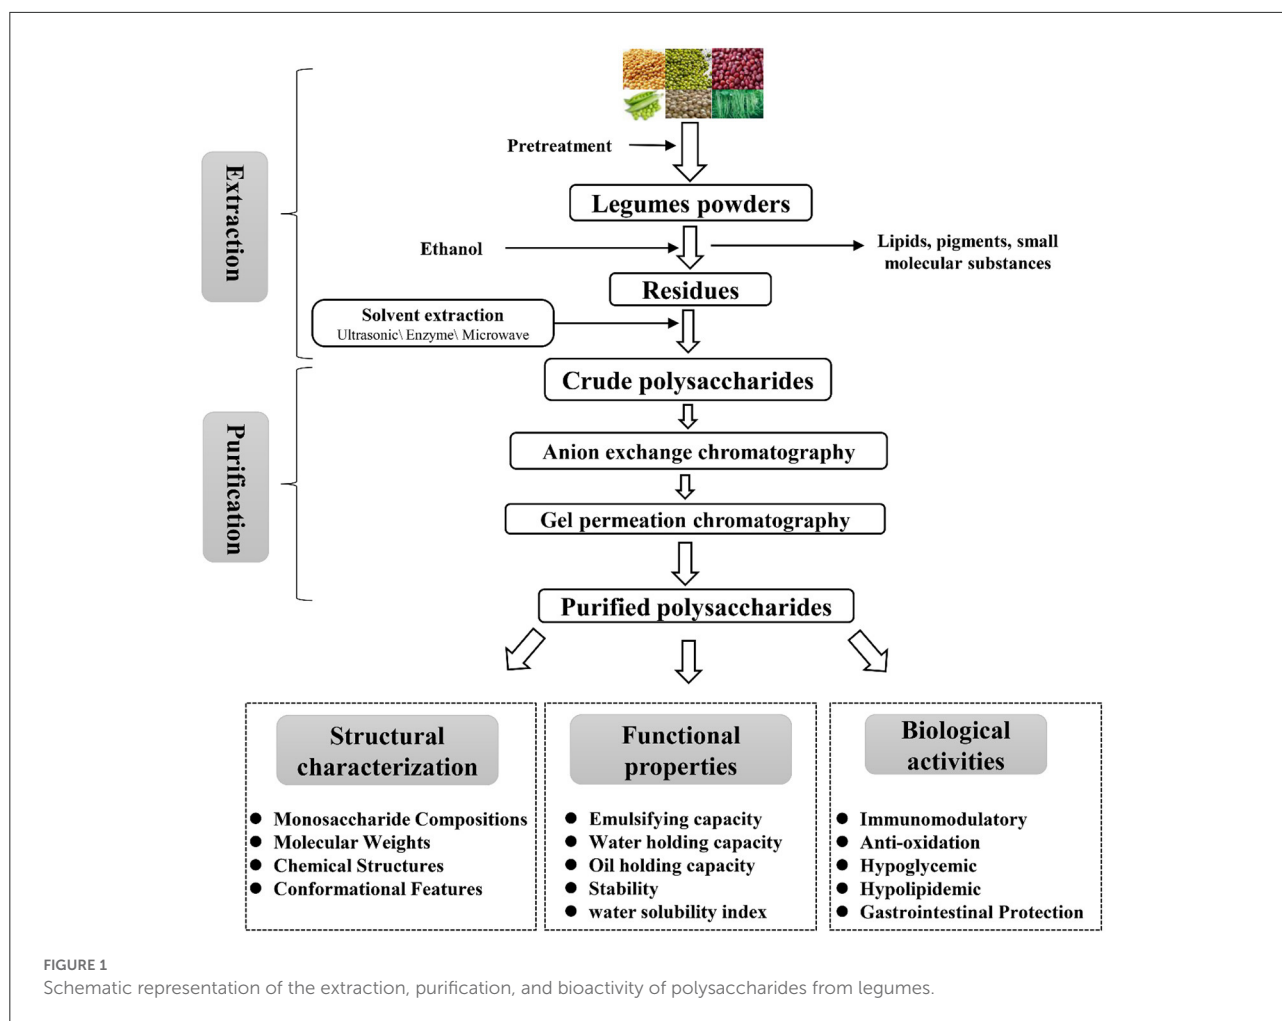 Extraction
Pretreatment
Legumes powders
Ethanol
Lipids, pigments, small
molecular substances
Residues
Solvent extraction
Ultrasonic\ Enzyme\ Microwave
Purification
Crude polysaccharides
Anion exchange chromatography
Gel permeation chromatography
Purified polysaccharides
Structural
characterization
● Monosaccharide Compositions
● Molecular Weights
● Chemical Structures
● Conformational Features
Functional
properties
● Emulsifying capacity
● Water holding capacity
● Oil holding capacity
● Stability
● water solubility index
Biological
activities
● Immunomodulatory
● Anti-oxidation
● Hypoglycemic
● Hypolipidemic
● Gastrointestinal Protection
FIGURE 1
Schematic representation of the extraction, purification, and bioactivity of polysaccharides from legumes.